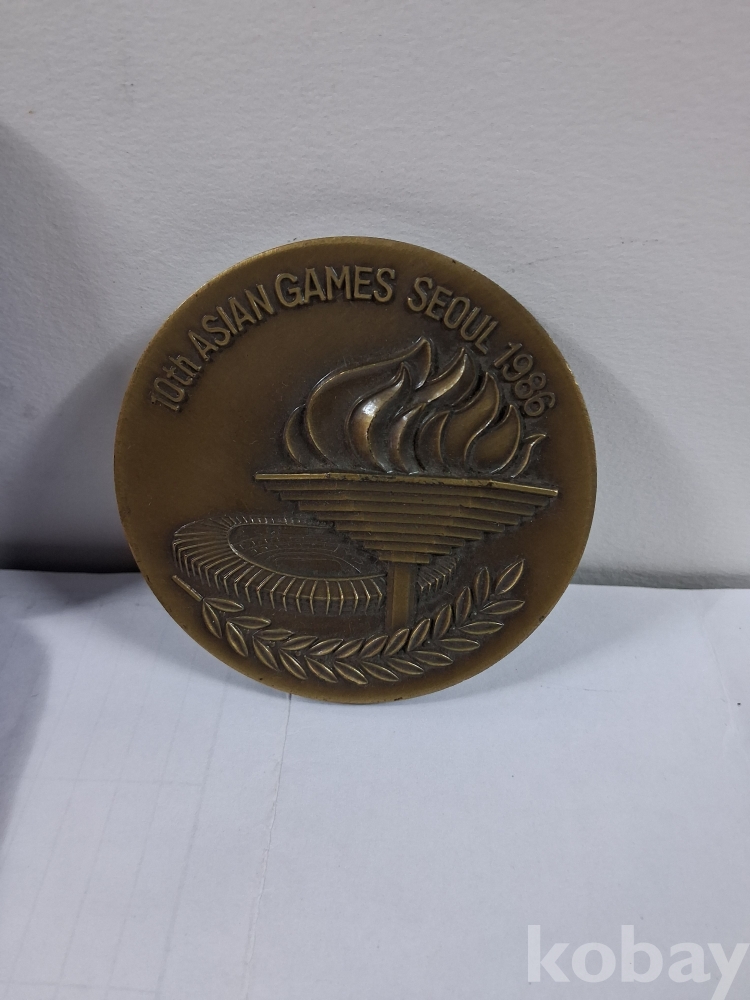 10th ASIAN GAMES SEOUL 1986
kobay